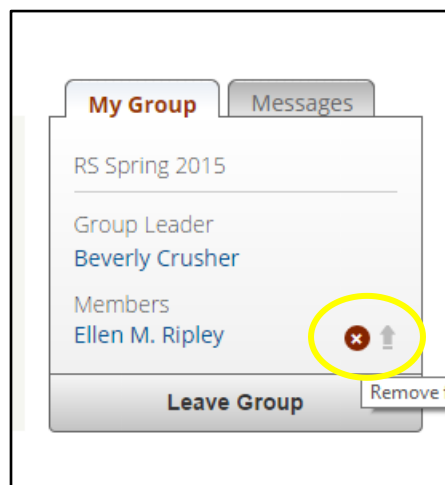 My Group Messages
RS Spring 2015
Group Leader
Beverly Crusher
Members
Ellen M. Ripley
Leave Group
Remove